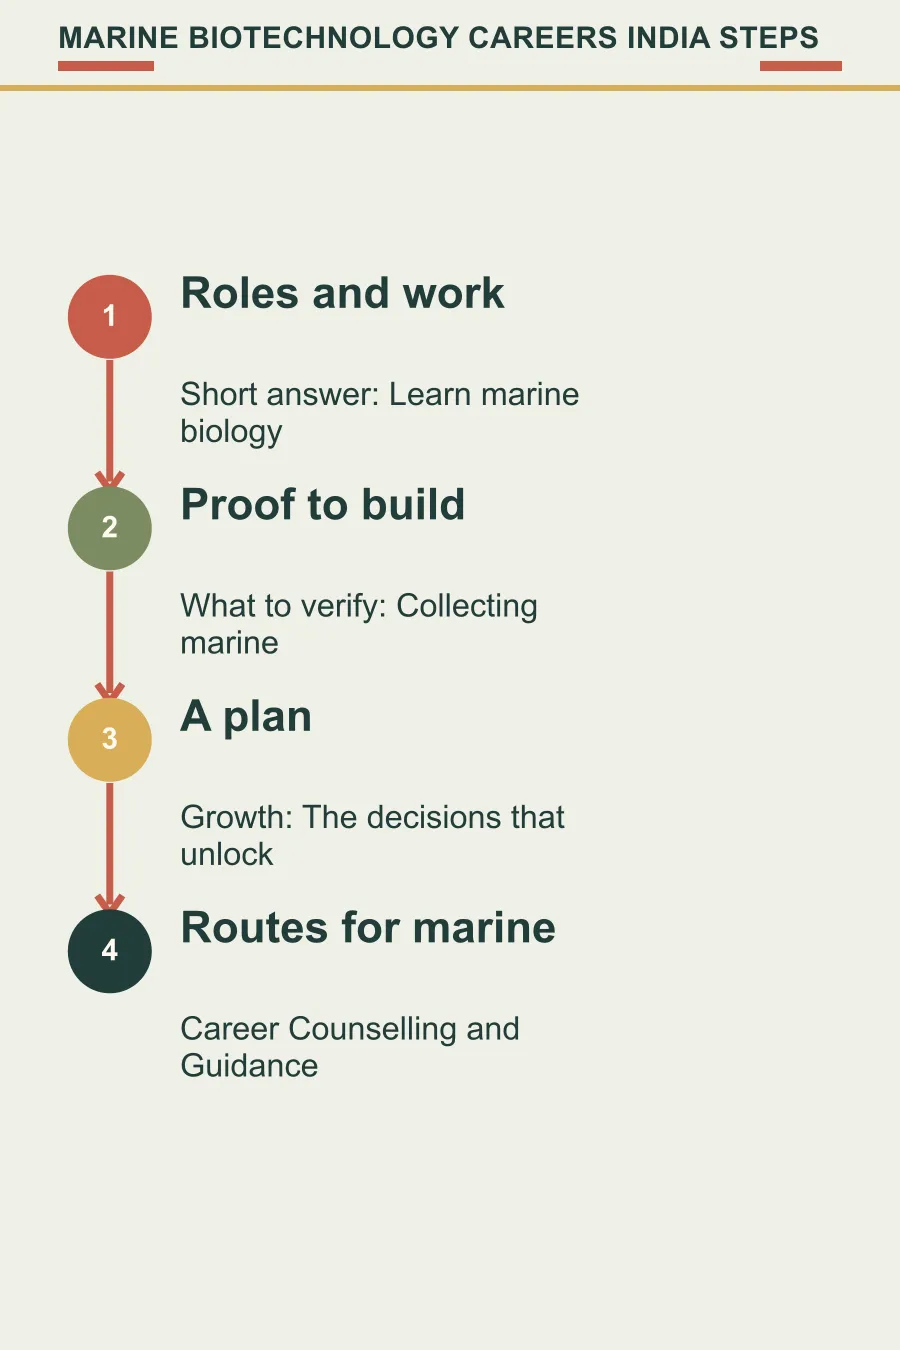 MARINE BIOTECHNOLOGY CAREERS INDIA STEPS
1
Roles and work
Short answer: Learn marine
biology
2
Proof to build
What to verify: Collecting
marine
3
A plan
Growth: The decisions that
unlock
4
Routes for marine
Career Counselling and
Guidance